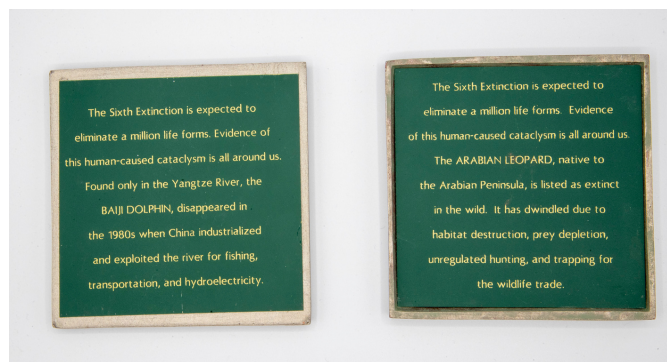 The Sixth Extinction is expected to
eliminate a million life forms. Evidence of
this human-caused cataclysm is all around us.
Found only in the Yangtze River, the
BAIJI DOLPHIN, disappeared in
the 1980s when China industrialized
and exploited the river for fishing,
transportation, and hydroelectricity.
The Sixth Extinction is expected to
eliminate a million life forms. Evidence
of this human-caused cataclysm is all around us.
The ARABIAN LEOPARD, native to
the Arabian Peninsula, is listed as extinct
in the wild. It has dwindled due to
habitat destruction, prey depletion,
unregulated hunting, and trapping for
the wildlife trade.